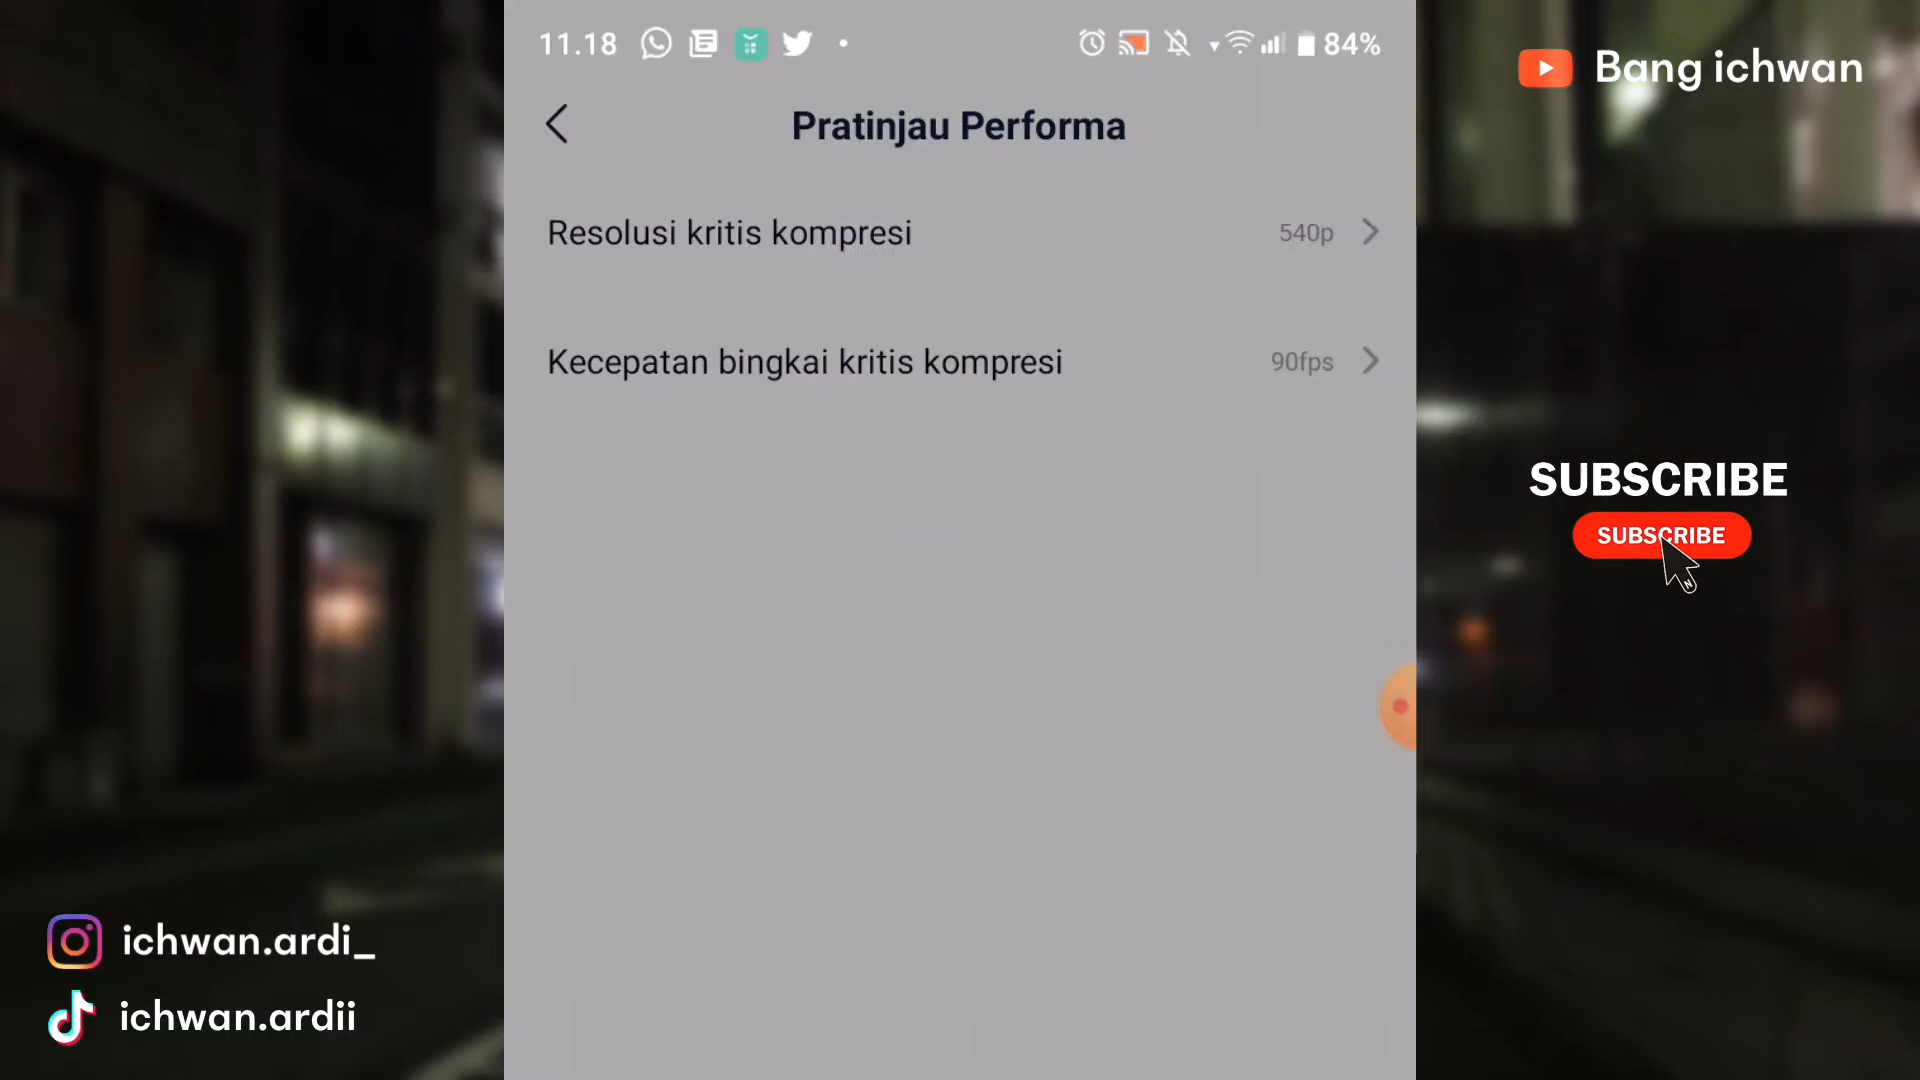 11.18
84%
Bang ichwan
Pratinjau Performa
Resolusi kritis kompresi
540p
Kecepatan bingkai kritis kompresi
90fps
SUBSCRIBE
SUBSCRIBE
N
ichwan.ardi_
ichwan.ardii